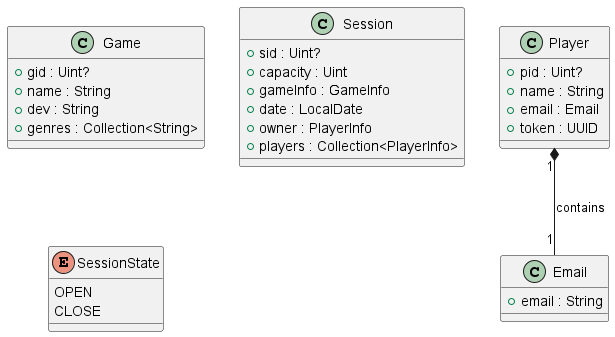 C Game
gid : Uint?
name : String
dev : String
genres : Collection<String>
C Session
sid : Uint?
capacity : Uint
gameInfo : GameInfo
date : LocalDate
owner : PlayerInfo
players : Collection<PlayerInfo>
C Player
pid : Uint?
name : String
email : Email
token : UUID
1
contains
1
E SessionState
OPEN
CLOSE
C Email
email : String